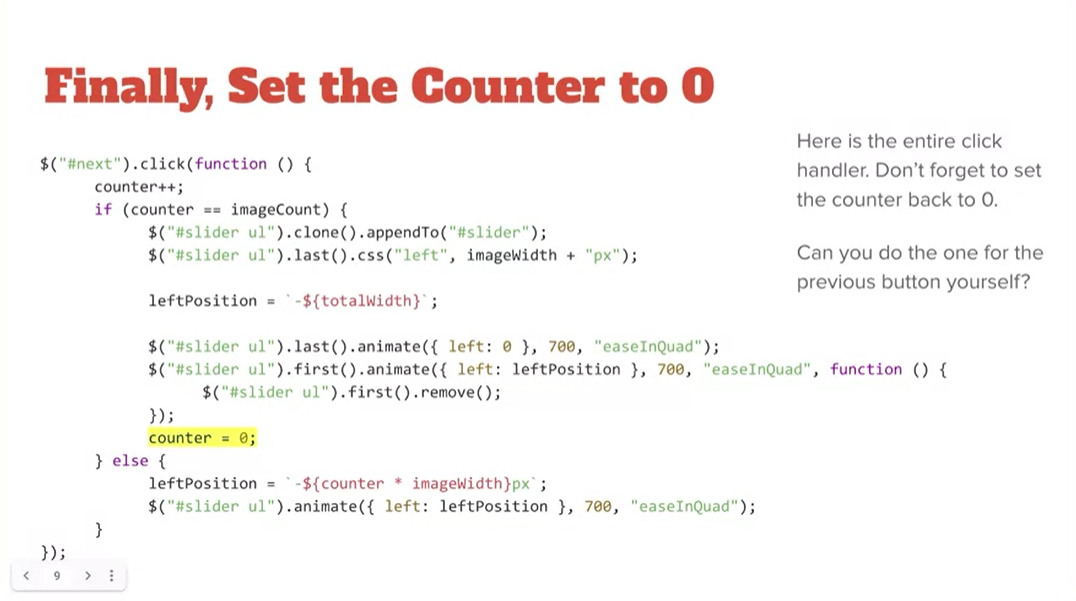 Finally, Set the Counter to 0
$("#next").click(function () {
counter++;
if (counter == imageCount) {
$("#slider ul").clone().appendTo("#slider");
$("#slider ul").last().css("left", imageWidth + "px");
leftPosition = `-${totalWidth}`;
$("#slider ul").last().animate({ left: 0 }, 700, "easeInQuad");
$("#slider ul").first().animate({ left: leftPosition }, 700, "easeInQuad", function () {
$("#slider ul").first().remove();
});
counter = 0;
} else {
leftPosition = `-${counter * imageWidth}px`;
$("#slider ul").animate({ left: leftPosition }, 700, "easeInQuad");
}
});
Here is the entire click
handler. Don’t forget to set
the counter back to 0.
Can you do the one for the
previous button yourself?
9